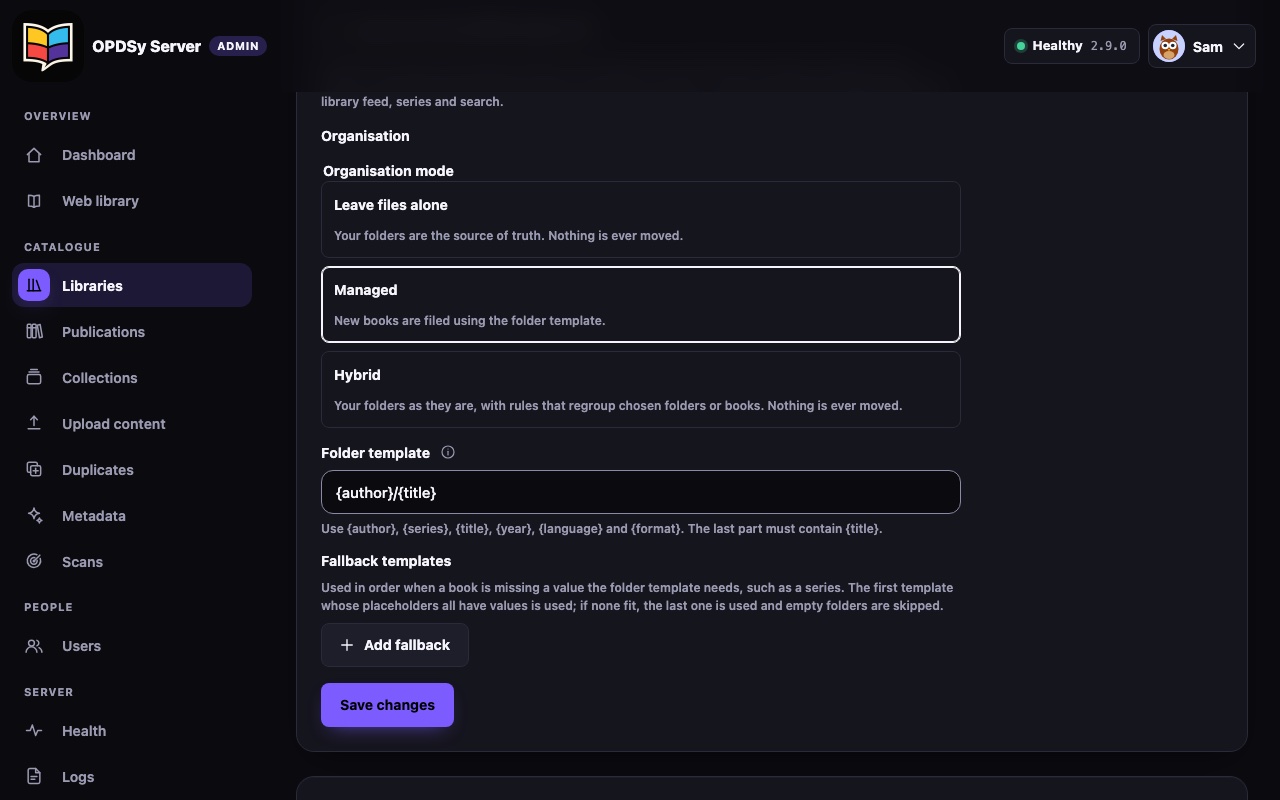 OPDSy Server ADMIN
Healthy 2.9.0
Sam
OVERVIEW
Dashboard
Web library
CATALOGUE
Libraries
Publications
Collections
Upload content
Duplicates
Metadata
Scans
PEOPLE
Users
SERVER
Health
Logs
library feed, series and search.
Organisation
Organisation mode
Leave files alone
Your folders are the source of truth. Nothing is ever moved.
Managed
New books are filed using the folder template.
Hybrid
Your folders as they are, with rules that regroup chosen folders or books. Nothing is ever moved.
Folder template
{author}/{title}
Use {author}, {series}, {title}, {year}, {language} and {format}. The last part must contain {title}.
Fallback templates
Used in order when a book is missing a value the folder template needs, such as a series. The first template
whose placeholders all have values is used; if none fit, the last one is used and empty folders are skipped.
Add fallback
Save changes